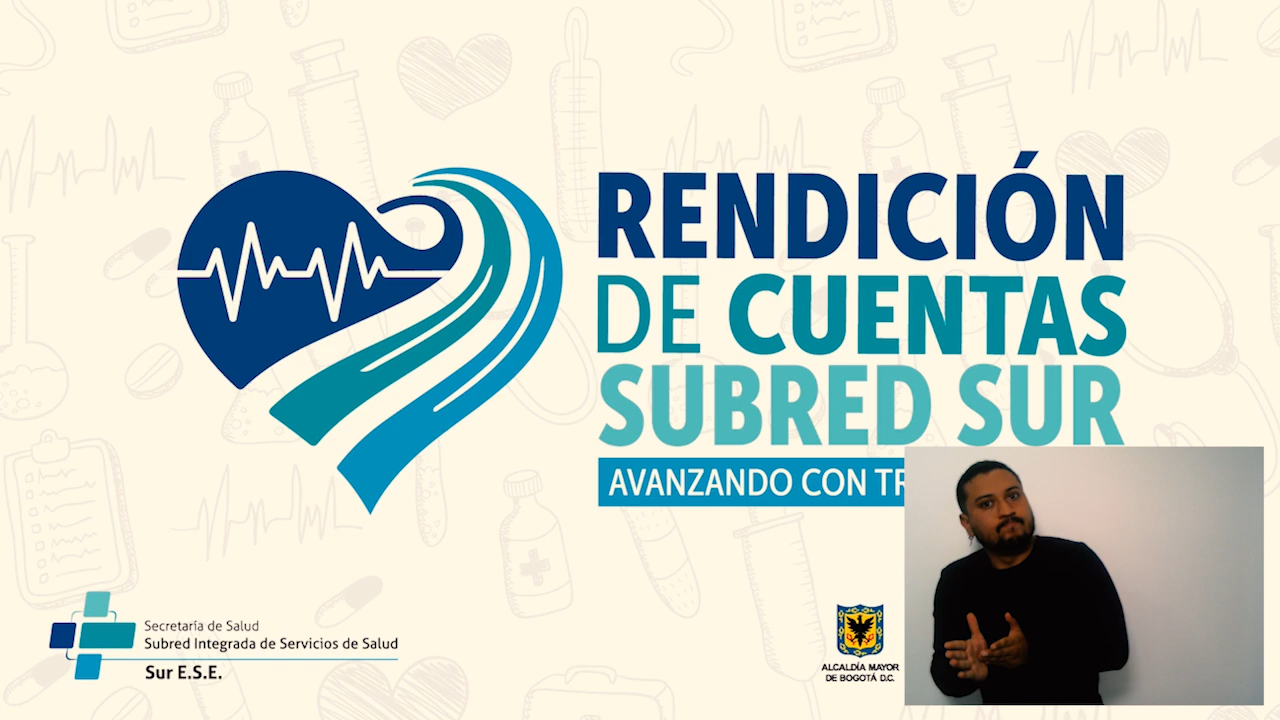 RENDICIÓN
DE CUENTAS
SUBRED SUR
AVANZANDO CON
Secretaría de Salud
Subred Integrada de Servicios de Salud
Sur E.S.E.
ALCALDÍA MAYOR
DE BOGOTÁ D.C.